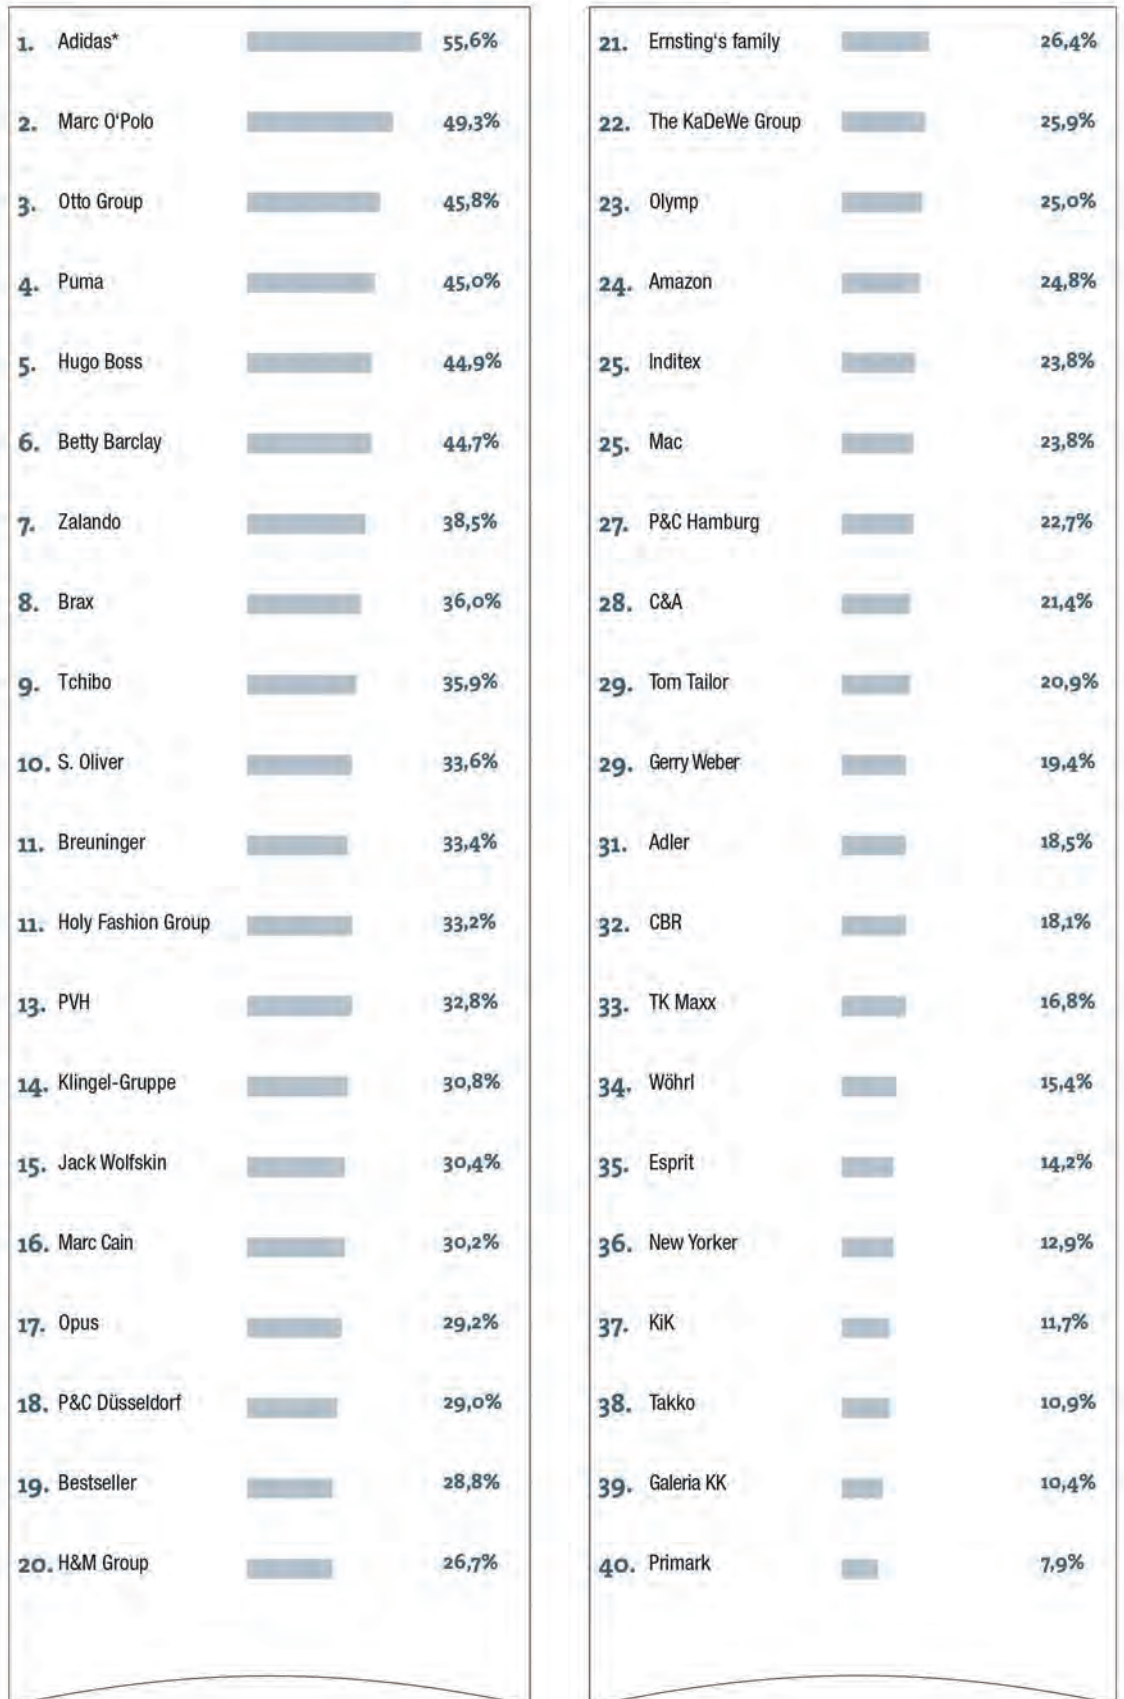 1. Adidas* 55,6%
2. Marc O'Polo 49,3%
3. Otto Group 45,8%
4. Puma 45,0%
5. Hugo Boss 44,9%
6. Betty Barclay 44,7%
7. Zalando 38,5%
8. Brax 36,0%
9. Tchibo 35,9%
10. S. Oliver 33,6%
11. Breuninger 33,4%
11. Holy Fashion Group 33,2%
13. PVH 32,8%
14. Klingel-Gruppe 30,8%
15. Jack Wolfskin 30,4%
16. Marc Cain 30,2%
17. Opus 29,2%
18. P&C Düsseldorf 29,0%
19. Bestseller 28,8%
20. H&M Group 26,7%
21. Ernsting's family 26,4%
22. The KaDeWe Group 25,9%
23. Olymp 25,0%
24. Amazon 24,8%
25. Inditex 23,8%
25. Mac 23,8%
27. P&C Hamburg 22,7%
28. C&A 21,4%
29. Tom Tailor 20,9%
29. Gerry Weber 19,4%
31. Adler 18,5%
32. CBR 18,1%
33. TK Maxx 16,8%
34. Wöhrl 15,4%
35. Esprit 14,2%
36. New Yorker 12,9%
37. KiK 11,7%
38. Takko 10,9%
39. Galeria KK 10,4%
40. Primark 7,9%